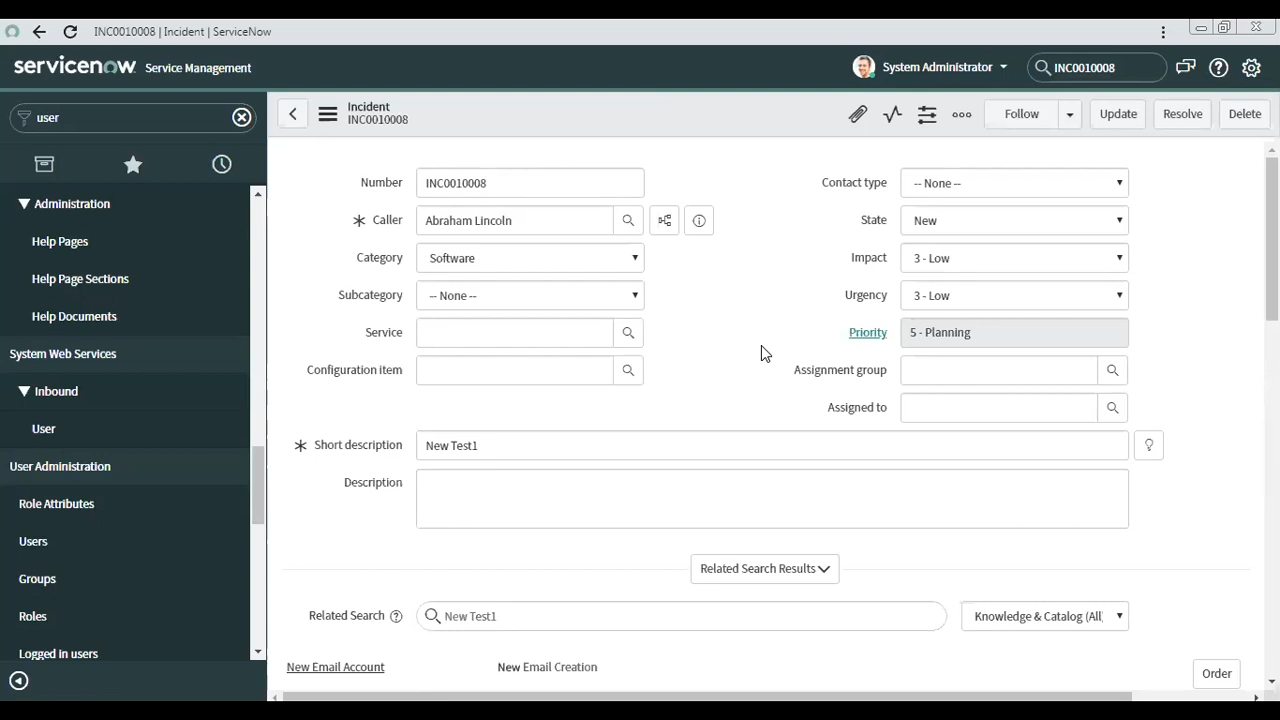 INC0010008 | Incident | ServiceNow
servicenow Service Management
System Administrator
INC0010008
user
Incident
INC0010008
Follow
Update
Resolve
Delete
Administration
Help Pages
Help Page Sections
Help Documents
System Web Services
Inbound
User
User Administration
Role Attributes
Users
Groups
Roles
Logged in users
Number INC0010008
Caller Abraham Lincoln
Category Software
Subcategory -- None --
Service
Configuration item
Contact type -- None --
State New
Impact 3 - Low
Urgency 3 - Low
Priority 5 - Planning
Assignment group
Assigned to
Short description New Test1
Description
Related Search Results
Related Search New Test1 Knowledge & Catalog (All)
New Email Account New Email Creation Order